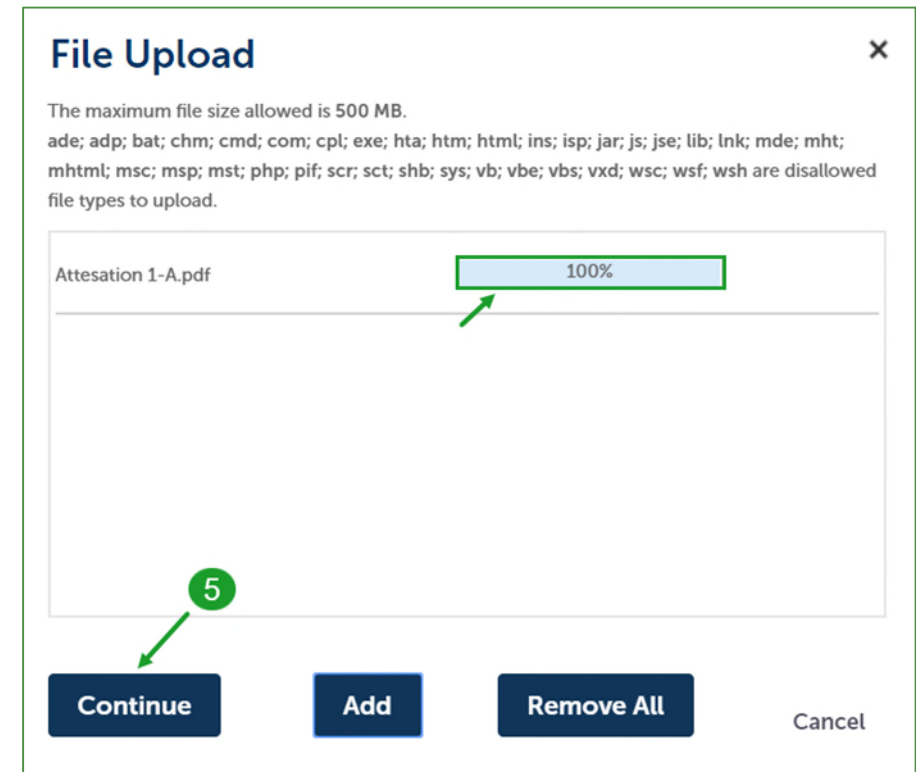 File Upload
×
The maximum file size allowed is 500 MB.
ade; adp; bat; chm; cmd; com; cpl; exe; hta; htm; html; ins; isp; jar; js; jse; lib; lnk; mde; mht;
mhtml; msc; msp; mst; php; pif; scr; sct; shb; sys; vb; vbe; vbs; vxd; wsc; wsf; wsh are disallowed
file types to upload.
Attesation 1-A.pdf 100%
5
Continue Add Remove All Cancel